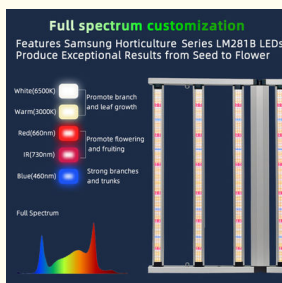 Full spectrum customization
Features Samsung Horticulture Series LM281B LEDs
Produce Exceptional Results from Seed to Flower
White(6500K)
Promote branch
and leaf growth
Warm(3000K)
Red(660nm)
Promote flowering
and fruiting
IR(730nm)
Blue(460nm)
Strong branches
and trunks
Full Spectrum